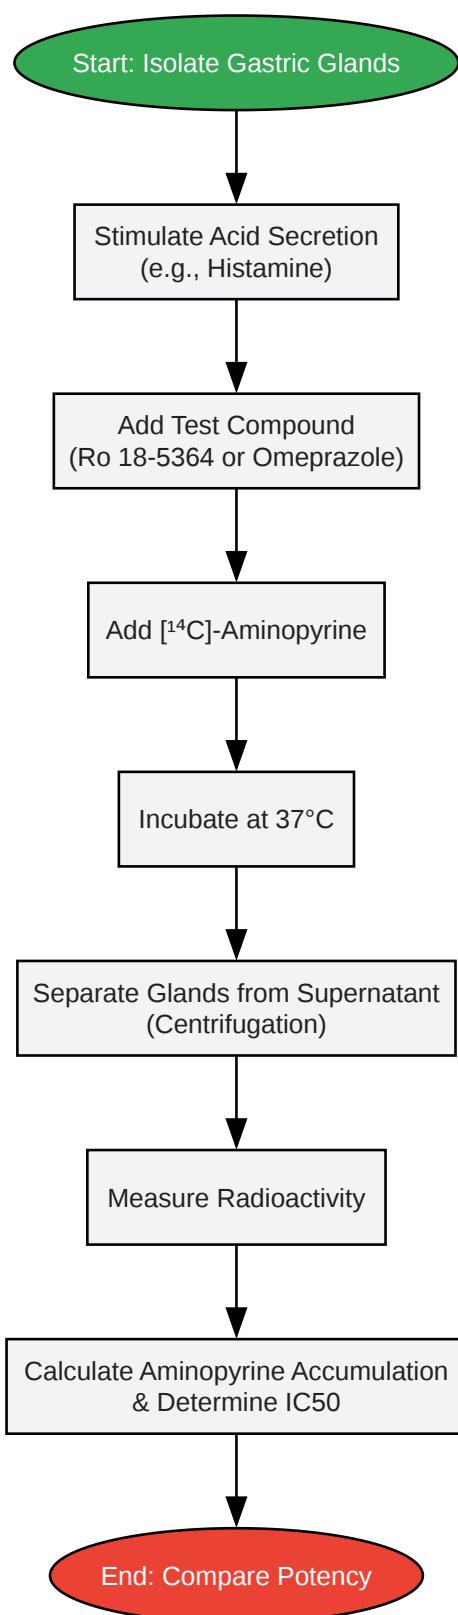 Start: Isolate Gastric Glands
Stimulate Acid Secretion
(e.g., Histamine)
Add Test Compound
(Ro 18-5364 or Omeprazole)
Add [¹⁴C]-Aminopyrine
Incubate at 37°C
Separate Glands from Supernatant
(Centrifugation)
Measure Radioactivity
Calculate Aminopyrine Accumulation
& Determine IC50
End: Compare Potency